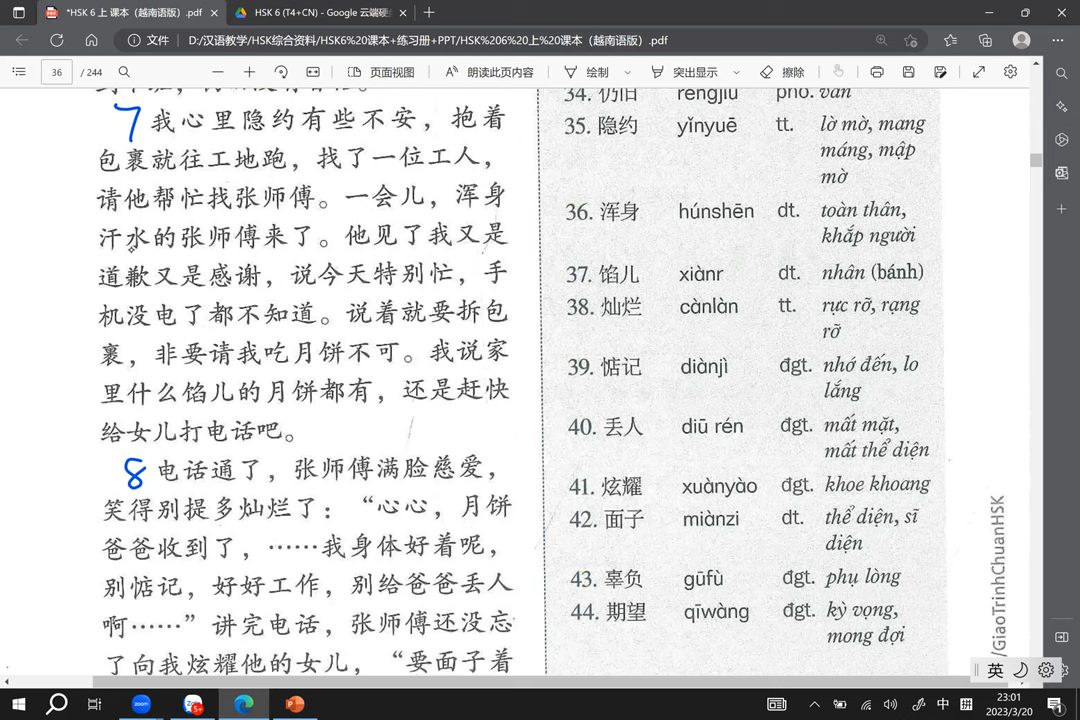 *HSK 6 上 课本（越南语版）.pdf
HSK 6 (T4+CN) - Google 云端硬
文件
D:/汉语教学/HSK综合资料/HSK6%20课本+练习册+PPT/HSK%206%20上%20课本（越南语版）.pdf
36 / 244
页面视图
朗读此页内容
绘制
突出显示
擦除
7 我心里隐约有些不安，抱着
包裹就往工地跑，找了一位工人，
请他帮忙找张师傅。一会儿，浑身
汗水的张师傅来了。他见了我又是
道歉又是感谢，说今天特别忙，手
机没电了都不知道。说着就要拆包
裹，非要请我吃月饼不可。我说家
里什么馅儿的月饼都有，还是赶快
给女儿打电话吧。
8 电话通了，张师傅满脸慈爱，
笑得别提多灿烂了：“心心，月饼
爸爸收到了，……我身体好着呢，
别惦记，好好工作，别给爸爸丢人
啊……”讲完电话，张师傅还没忘
了向我炫耀他的女儿，“要面子着
34. 仍旧 réngjiù phó. vẫn
35. 隐约 yǐnyuē tt. lờ mờ, mang
máng, mập
mờ
36. 浑身 húnshēn dt. toàn thân,
khắp người
37. 馅儿 xiànr dt. nhân (bánh)
38. 灿烂 cànlàn tt. rực rỡ, rạng
rỡ
39. 惦记 diànjì đgt. nhớ đến, lo
lắng
40. 丢人 diū rén đgt. mất mặt,
mất thể diện
41. 炫耀 xuànyào đgt. khoe khoang
42. 面子 miànzi dt. thể diện, sĩ
diện
43. 辜负 gūfù đgt. phụ lòng
44. 期望 qīwàng đgt. kỳ vọng,
mong đợi
/GiaoTrinhChuanHSK
英
zoom
5+
中
拼
23:01
2023/3/20
1